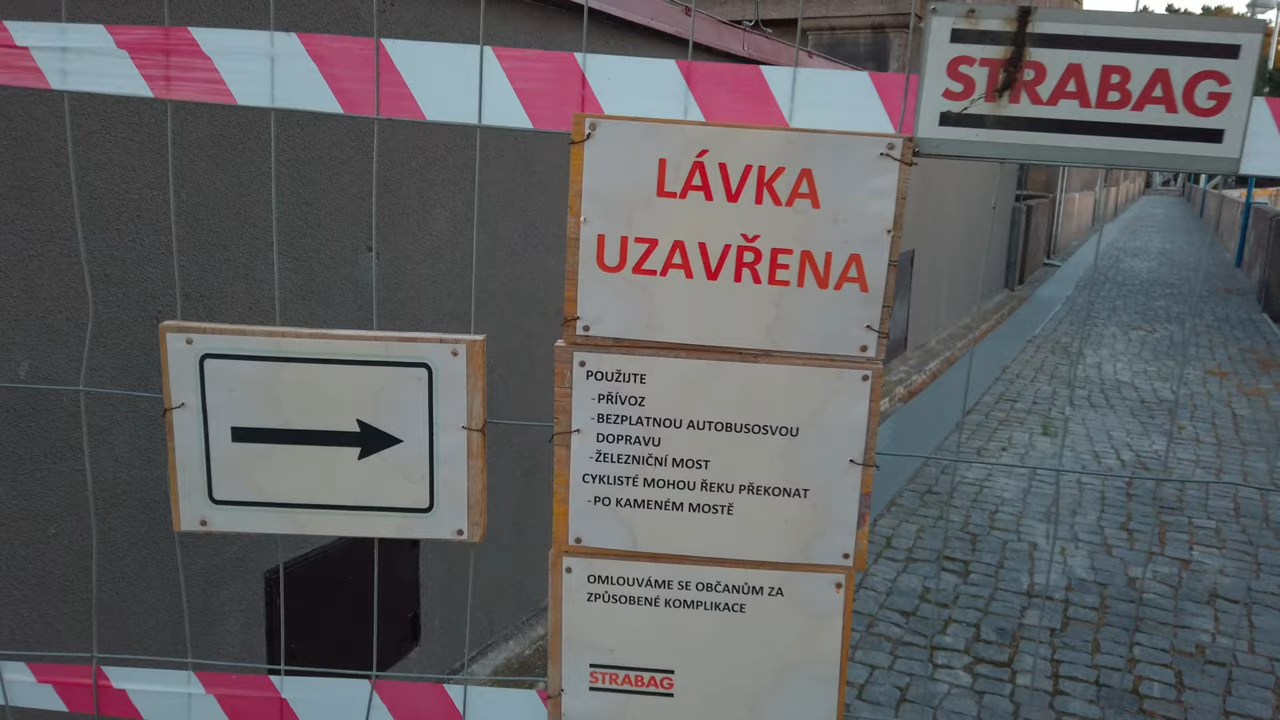 STRABAG
LÁVKA
UZAVŘENA
POUŽIJTE
-PŘÍVOZ
-BEZPLATNOU AUTOBUSOSVOU
DOPRAVU
-ŽELEZNIČNÍ MOST
CYKLISTÉ MOHOU ŘEKU PŘEKONAT
-PO KAMENÉM MOSTĚ
OMLOUVÁME SE OBČANŮM ZA
ZPŮSOBENÉ KOMPLIKACE
STRABAG